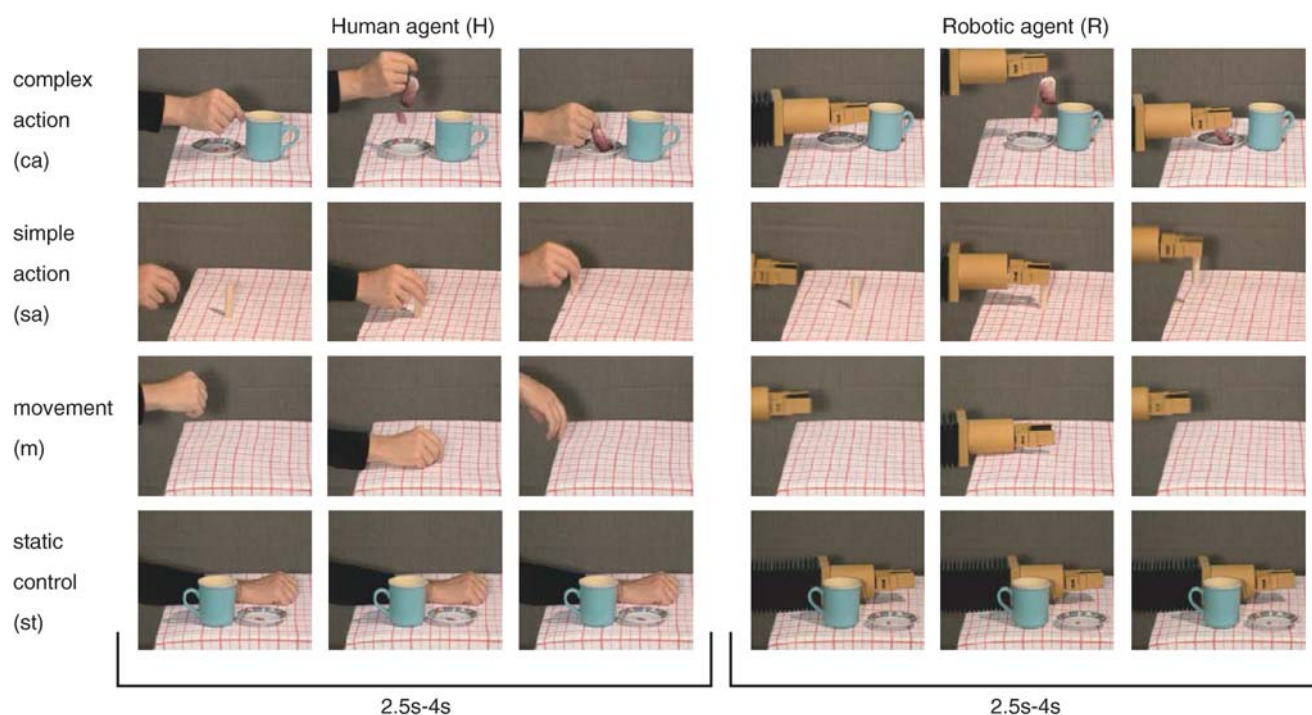 Human agent (H)
Robotic agent (R)
complex
action
(ca)
simple
action
(sa)
movement
(m)
static
control
(st)
2.5s-4s
2.5s-4s